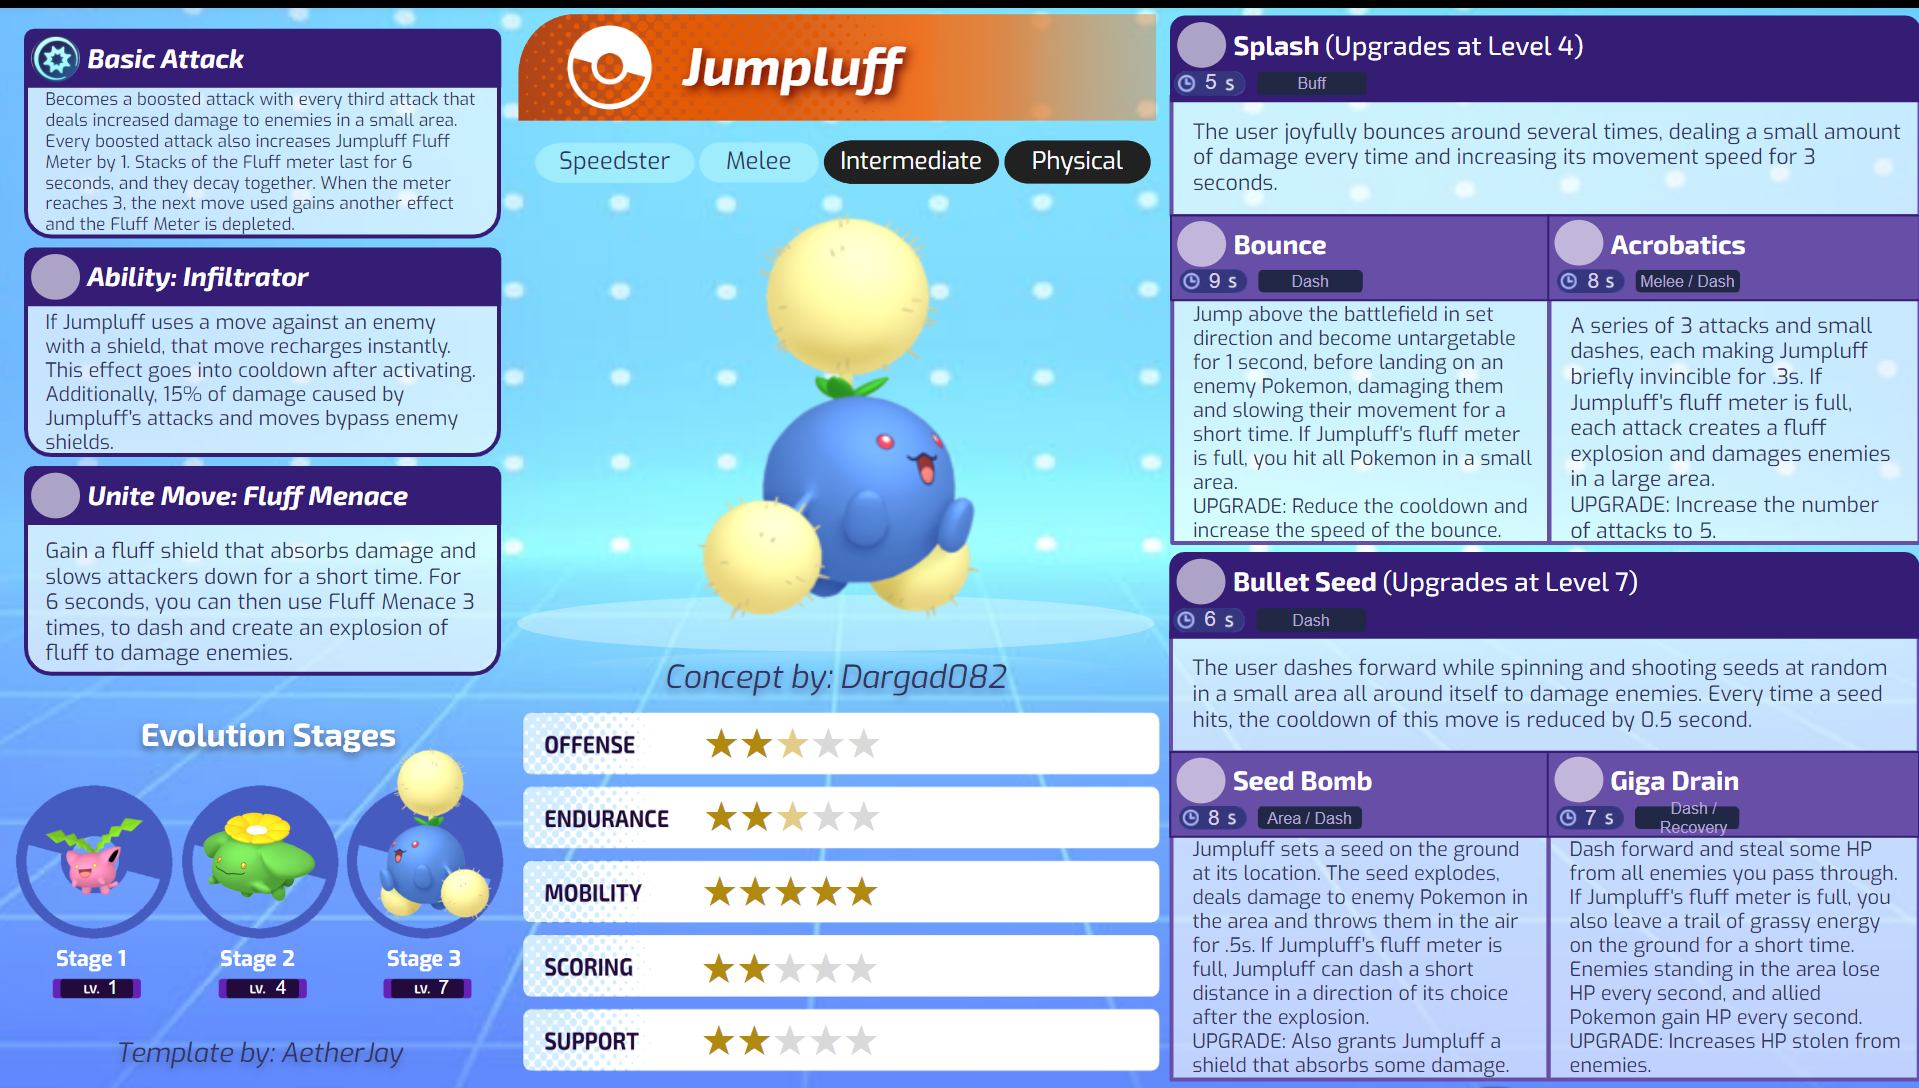 Basic Attack
Becomes a boosted attack with every third attack that
deals increased damage to enemies in a small area.
Every boosted attack also increases Jumpluff Fluff
Meter by 1. Stacks of the Fluff meter last for 6
seconds, and they decay together. When the meter
reaches 3, the next move used gains another effect
and the Fluff Meter is depleted.
Ability: Infiltrator
If Jumpluff uses a move against an enemy
with a shield, that move recharges instantly.
This effect goes into cooldown after activating.
Additionally, 15% of damage caused by
Jumpluff's attacks and moves bypass enemy
shields.
Unite Move: Fluff Menace
Gain a fluff shield that absorbs damage and
slows attackers down for a short time. For
6 seconds, you can then use Fluff Menace 3
times, to dash and create an explosion of
fluff to damage enemies.
Evolution Stages
Stage 1
Stage 2
Stage 3
LV. 1
LV. 4
LV. 7
Template by: AetherJay
Jumpluff
Speedster
Melee
Intermediate
Physical
Concept by: Dargad082
OFFENSE
ENDURANCE
MOBILITY
SCORING
SUPPORT
Splash (Upgrades at Level 4)
5 s
Buff
The user joyfully bounces around several times, dealing a small amount
of damage every time and increasing its movement speed for 3
seconds.
Bounce
9 s
Dash
Jump above the battlefield in set
direction and become untargetable
for 1 second, before landing on an
enemy Pokemon, damaging them
and slowing their movement for a
short time. If Jumpluff's fluff meter
is full, you hit all Pokemon in a small
area.
UPGRADE: Reduce the cooldown and
increase the speed of the bounce.
Acrobatics
8 s
Melee / Dash
A series of 3 attacks and small
dashes, each making Jumpluff
briefly invincible for .3s. If
Jumpluff's fluff meter is full,
each attack creates a fluff
explosion and damages enemies
in a large area.
UPGRADE: Increase the number
of attacks to 5.
Bullet Seed (Upgrades at Level 7)
6 s
Dash
The user dashes forward while spinning and shooting seeds at random
in a small area all around itself to damage enemies. Every time a seed
hits, the cooldown of this move is reduced by 0.5 second.
Seed Bomb
8 s
Area / Dash
Jumpluff sets a seed on the ground
at its location. The seed explodes,
deals damage to enemy Pokemon in
the area and throws them in the air
for .5s. If Jumpluff's fluff meter is
full, Jumpluff can dash a short
distance in a direction of its choice
after the explosion.
UPGRADE: Also grants Jumpluff a
shield that absorbs some damage.
Giga Drain
7 s
Dash /
Recovery
Dash forward and steal some HP
from all enemies you pass through.
If Jumpluff's fluff meter is full, you
also leave a trail of grassy energy
on the ground for a short time.
Enemies standing in the area lose
HP every second, and allied
Pokemon gain HP every second.
UPGRADE: Increases HP stolen from
enemies.